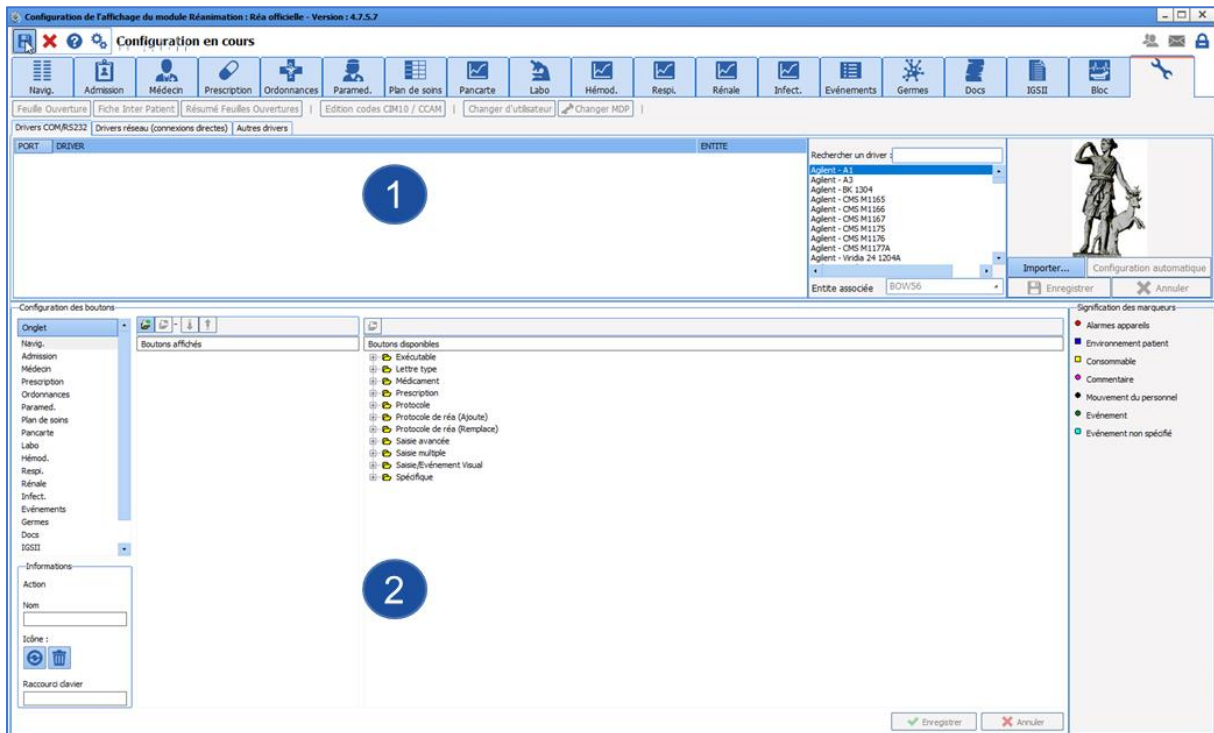 Configuration de l'affichage du module Réanimation : Réa officielle - Version : 4.7.5.7
Configuration en cours
Navig. Admission Médecin Prescription Ordonnances Paramed. Plan de soins Pancarte Labo Hémod. Respi. Rénale Infect. Evénements Germes Docs IGSII Bloc
Feuille Ouverture Fiche Inter Patient Résumé Feuilles Ouvertures | Edition codes CIM10 / CCAM | Changer d'utilisateur Changer MDP |
Drivers COM/RS232 Drivers réseau (connexions directes) Autres drivers
PORT DRIVER ENTITE
1
Rechercher un driver :
Agilent - A1
Agilent - A3
Agilent - BK 1304
Agilent - CMS M1165
Agilent - CMS M1166
Agilent - CMS M1167
Agilent - CMS M1175
Agilent - CMS M1176
Agilent - CMS M1177A
Agilent - Viridia 24 1204A
Entite associée BOW56
Importer... Configuration automatique
Enregistrer Annuler
Configuration des boutons
Onglet
Navig.
Admission
Médecin
Prescription
Ordonnances
Paramed.
Plan de soins
Pancarte
Labo
Hémod.
Respi.
Rénale
Infect.
Evénements
Germes
Docs
IGSII
Informations
Action
Nom
Icône :
Raccourci clavier
Boutons affichés
Boutons disponibles
Exécutable
Lettre type
Médicament
Prescription
Protocole
Protocole de réa (Ajoute)
Protocole de réa (Remplace)
Saisie avancée
Saisie multiple
Saisie/Evénement Visual
Spécifique
2
Enregistrer Annuler
Signification des marqueurs
Alarmes appareils
Environnement patient
Consommable
Commentaire
Mouvement du personnel
Evénement
Evénement non spécifié